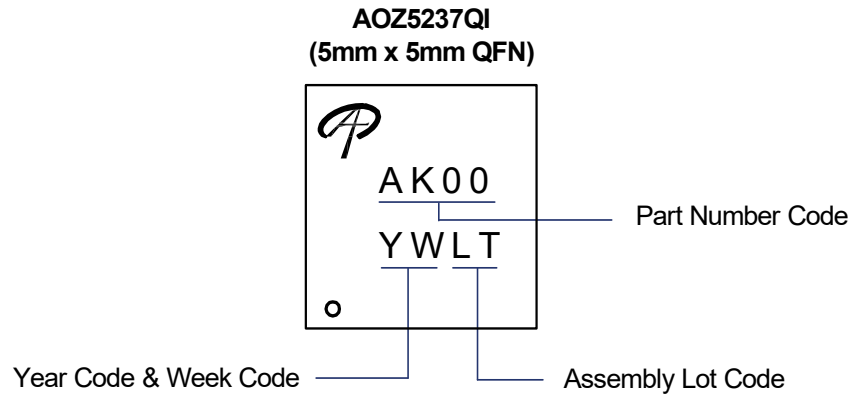 AOZ5237QI
(5mm x 5mm QFN)
AK00
Part Number Code
YWLT
Year Code & Week Code
Assembly Lot Code